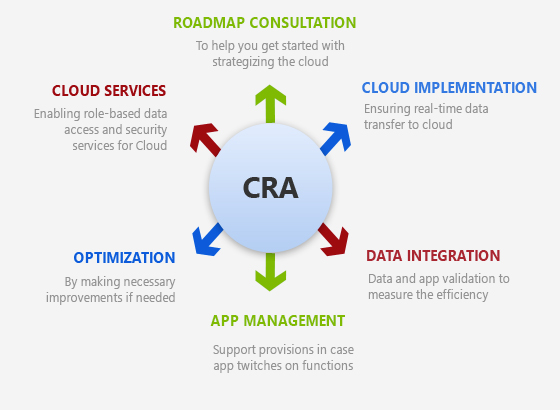 ROADMAP CONSULTATION
To help you get started with
strategizing the cloud
CLOUD SERVICES
Enabling role-based data
access and security
services for Cloud
CLOUD IMPLEMENTATION
Ensuring real-time data
transfer to cloud
CRA
OPTIMIZATION
By making necessary
improvements if needed
DATA INTEGRATION
Data and app validation to
measure the efficiency
APP MANAGEMENT
Support provisions in case
app twitches on functions